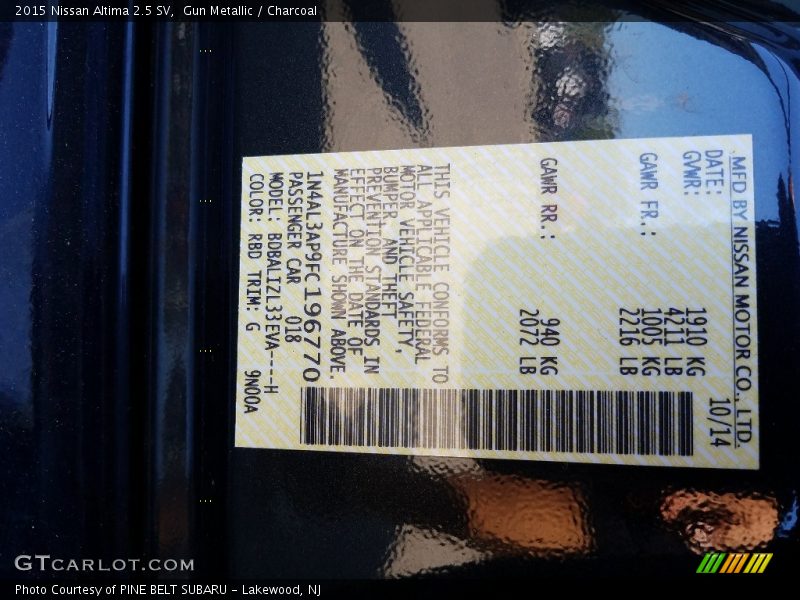 2015 Nissan Altima 2.5 SV,  Gun Metallic / Charcoal
MFD BY NISSAN MOTOR CO., LTD.
DATE: 10/14
GVWR: 1910 KG
4211 LB
GAWR FR.: 1005 KG
2216 LB
GAWR RR.: 940 KG
2072 LB
THIS VEHICLE CONFORMS TO
ALL APPLICABLE FEDERAL
MOTOR VEHICLE SAFETY,
BUMPER, AND THEFT
PREVENTION STANDARDS IN
EFFECT ON THE DATE OF
MANUFACTURE SHOWN ABOVE.
1N4AL3AP9FC196770
PASSENGER CAR 018
MODEL: BDBALIZL33EVA----H
COLOR: RBD TRIM: G 9N00A
GTCARLOT.COM
Photo Courtesy of PINE BELT SUBARU - Lakewood, NJ